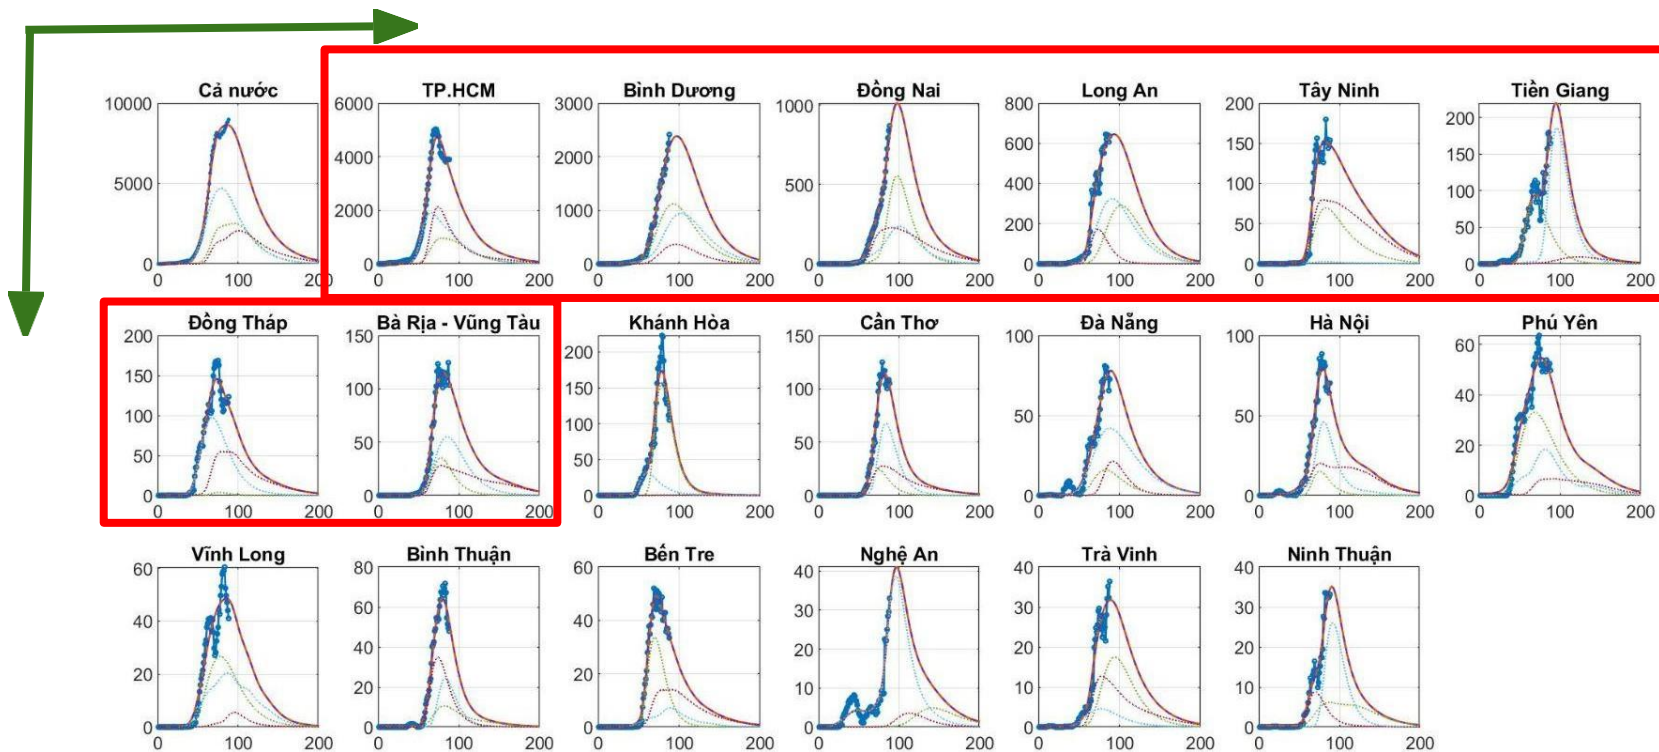 Cả nước TP.HCM Bình Dương Đồng Nai Long An Tây Ninh Tiền Giang
10000 6000 3000 1000 800 200 200
5000 4000 2000 500 600 150 150
2000 1000 400 100 100
200 50 50
0 0 0 0 0 0 0
0 100 200 0 100 200 0 100 200 0 100 200 0 100 200 0 100 200 0 100 200
Đồng Tháp Bà Rịa - Vũng Tàu Khánh Hòa Cần Thơ Đà Nẵng Hà Nội Phú Yên
200 150 200 150 100 100 60
150 100 150 100 50 50 40
100 50 100 50 20
50 50
0 0 0 0 0 0 0
0 100 200 0 100 200 0 100 200 0 100 200 0 100 200 0 100 200 0 100 200
Vĩnh Long Bình Thuận Bến Tre Nghệ An Trà Vinh Ninh Thuận
60 80 60 40 40 40
40 60 40 30 30 30
20 40 20 20 20 20
20 10 10 10
0 0 0 0 0 0
0 100 200 0 100 200 0 100 200 0 100 200 0 100 200 0 100 200